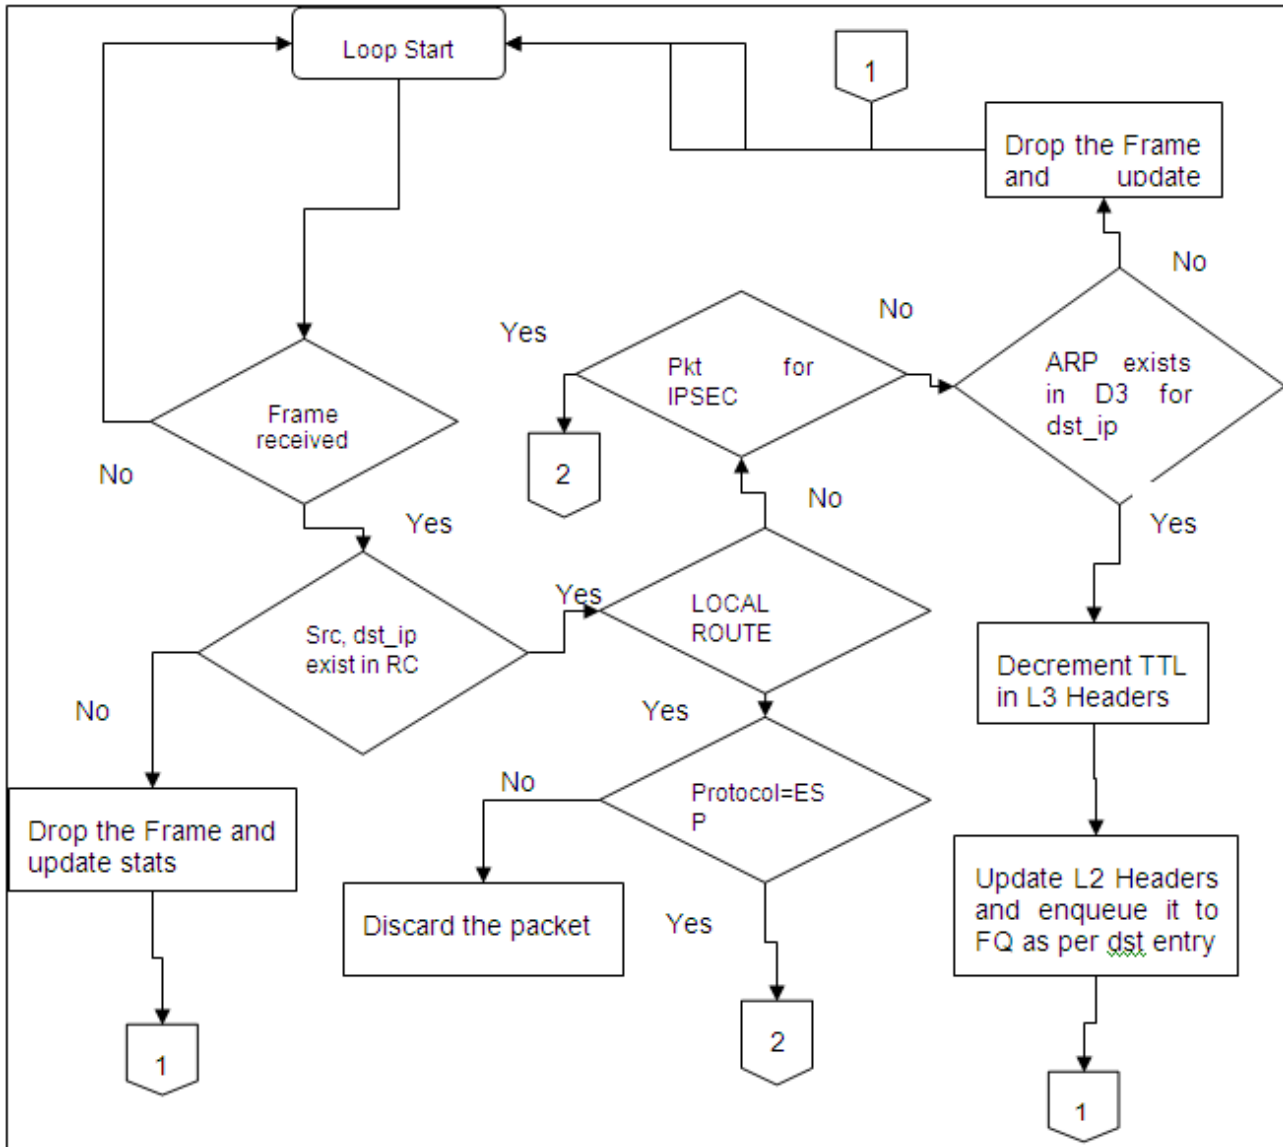 Loop Start
1
Drop the Frame
and update
No
No
Yes
Pkt for
IPSEC
ARP exists
in D3 for
dst_ip
Frame
received
No
2
No
Yes
Yes
Yes
LOCAL
ROUTE
Src, dst_ip
exist in RC
Decrement TTL
in L3 Headers
No
Yes
No
Protocol=ES
P
Drop the Frame and
update stats
Update L2 Headers
and enqueue it to
FQ as per dst entry
Discard the packet
Yes
2
1
1